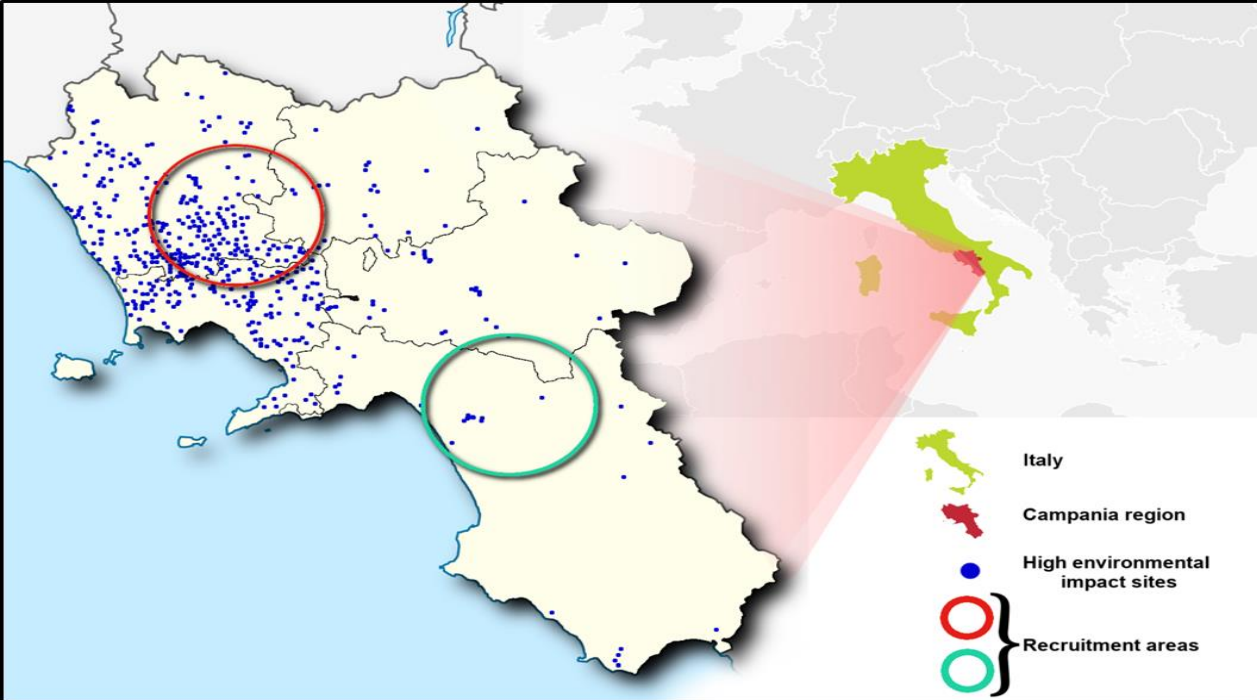 Italy
Campania region
High environmental
impact sites
Recruitment areas